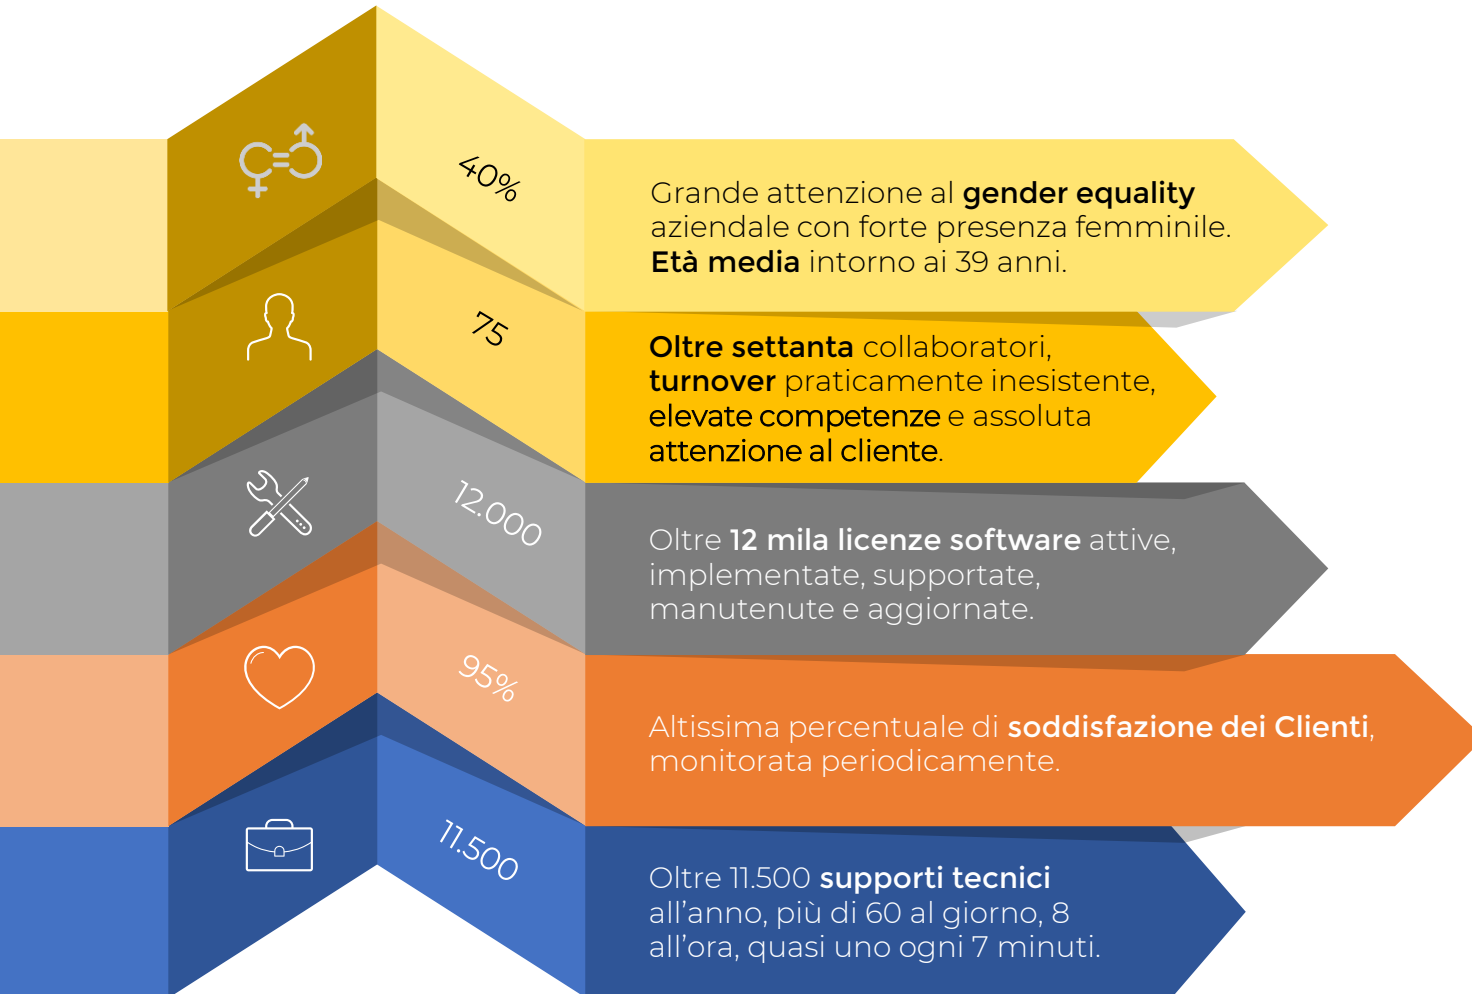 40%
Grande attenzione al gender equality
aziendale con forte presenza femminile.
Età media intorno ai 39 anni.
75
Oltre settanta collaboratori,
turnover praticamente inesistente,
elevate competenze e assoluta
attenzione al cliente.
12.000
Oltre 12 mila licenze software attive,
implementate, supportate,
manutenute e aggiornate.
95%
Altissima percentuale di soddisfazione dei Clienti,
monitorata periodicamente.
11.500
Oltre 11.500 supporti tecnici
all’anno, più di 60 al giorno, 8
all’ora, quasi uno ogni 7 minuti.